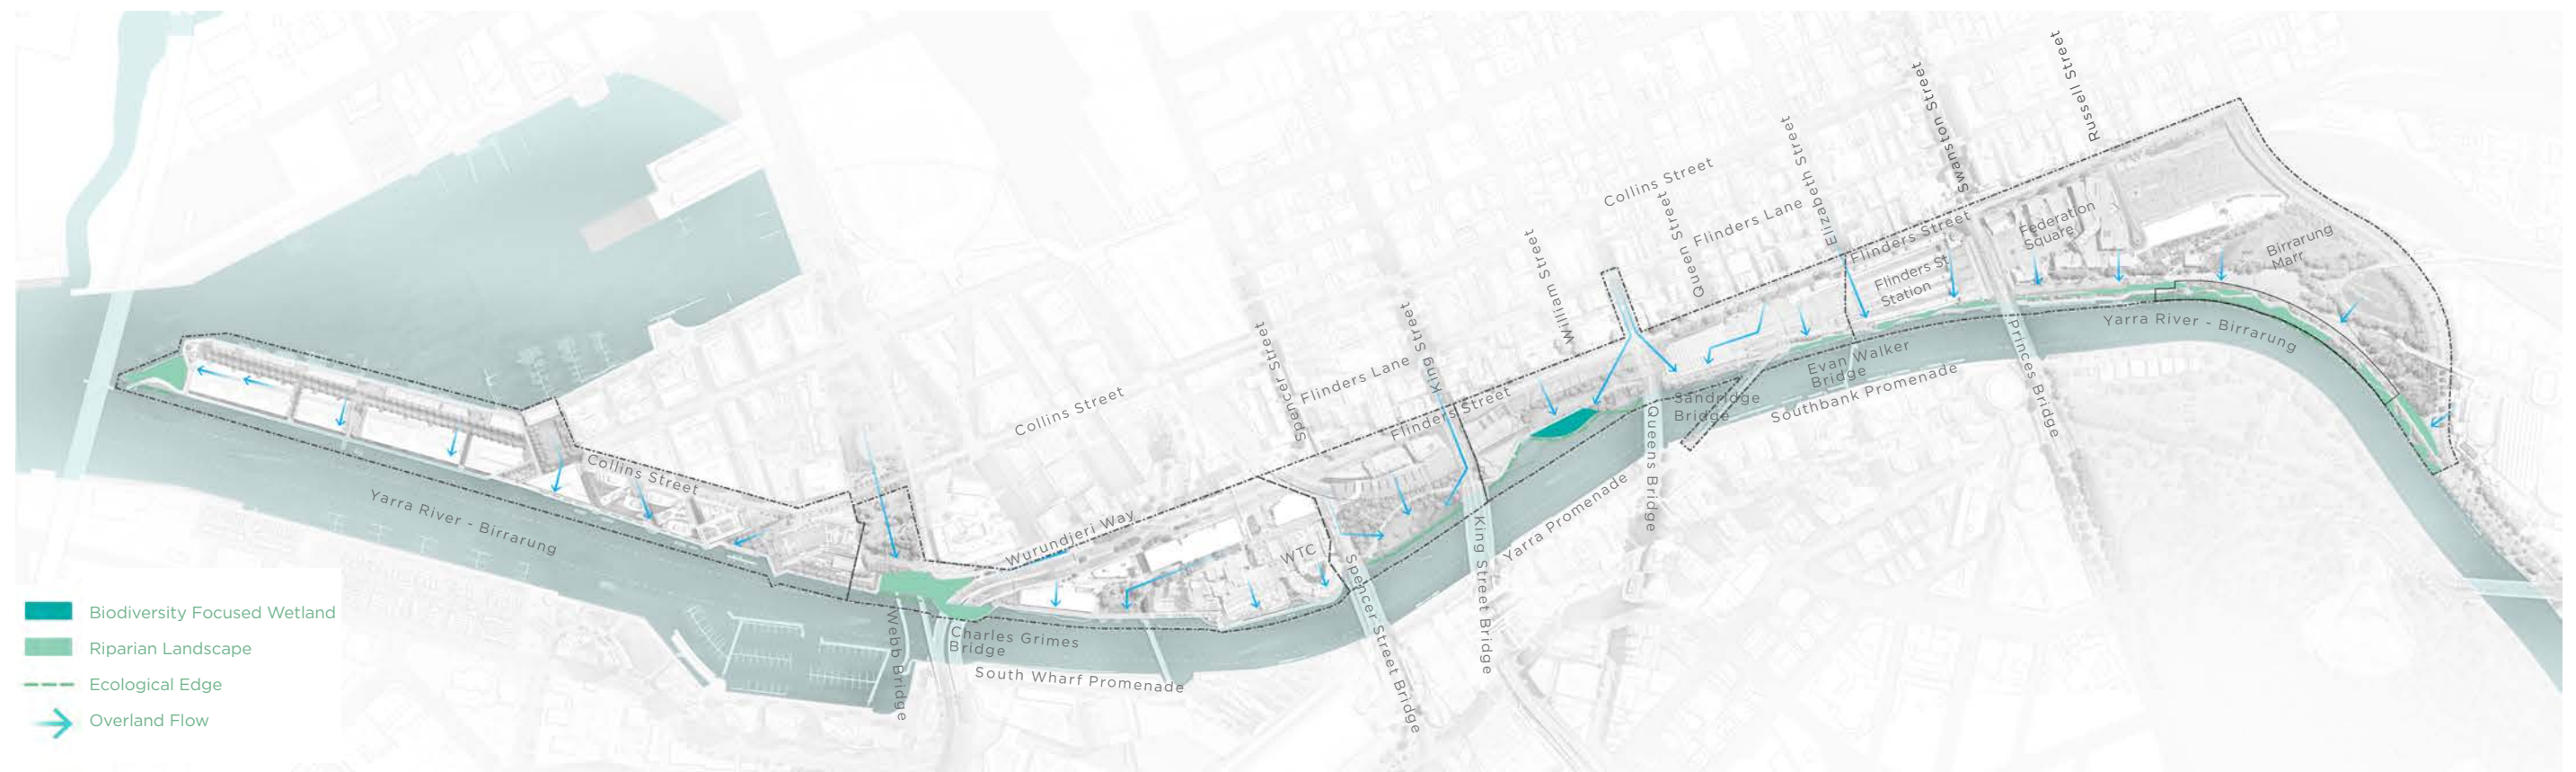 Russell Street
Swanston Street
Elizabeth Street
Collins Street
Queen Street
Flinders Lane
Flinders Street
Federation
Square
Birrarung
Marr
Flinders St
Station
William Street
King Street
Spencer Street
Flinders Lane
Flinders Street
Collins Street
Yarra River - Birrarung
Princes Bridge
Evan Walker
Bridge
Southbank Promenade
Sandridge
Bridge
Queens Bridge
Yarra Promenade
King Street Bridge
Spencer Street Bridge
WTC
Wurundjeri Way
Collins Street
Yarra River - Birrarung
Webb Bridge
Charles Grimes
Bridge
South Wharf Promenade
Biodiversity Focused Wetland
Riparian Landscape
Ecological Edge
Overland Flow